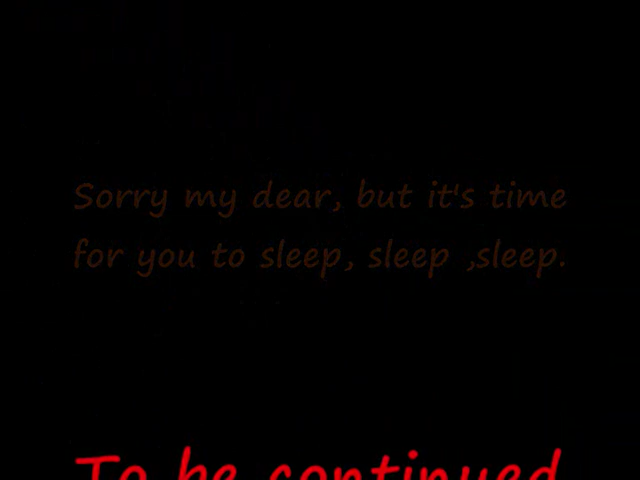 Sorry my dear, but it's time
for you to sleep, sleep ,sleep.
To be continued